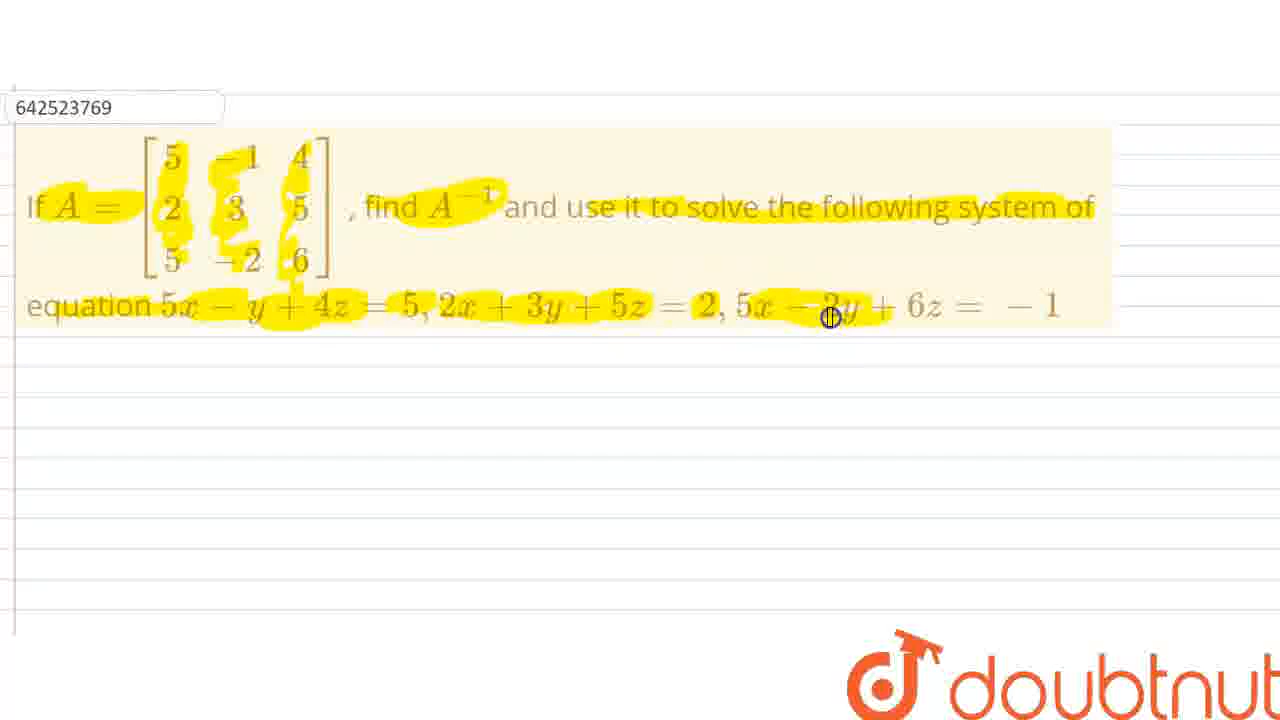 642523769
If A = [5 −1 4
2 3 5
5 −2 6] , find A⁻¹ and use it to solve the following system of
equation 5x − y + 4z = 5, 2x + 3y + 5z = 2, 5x − 2y + 6z = −1
doubtnut